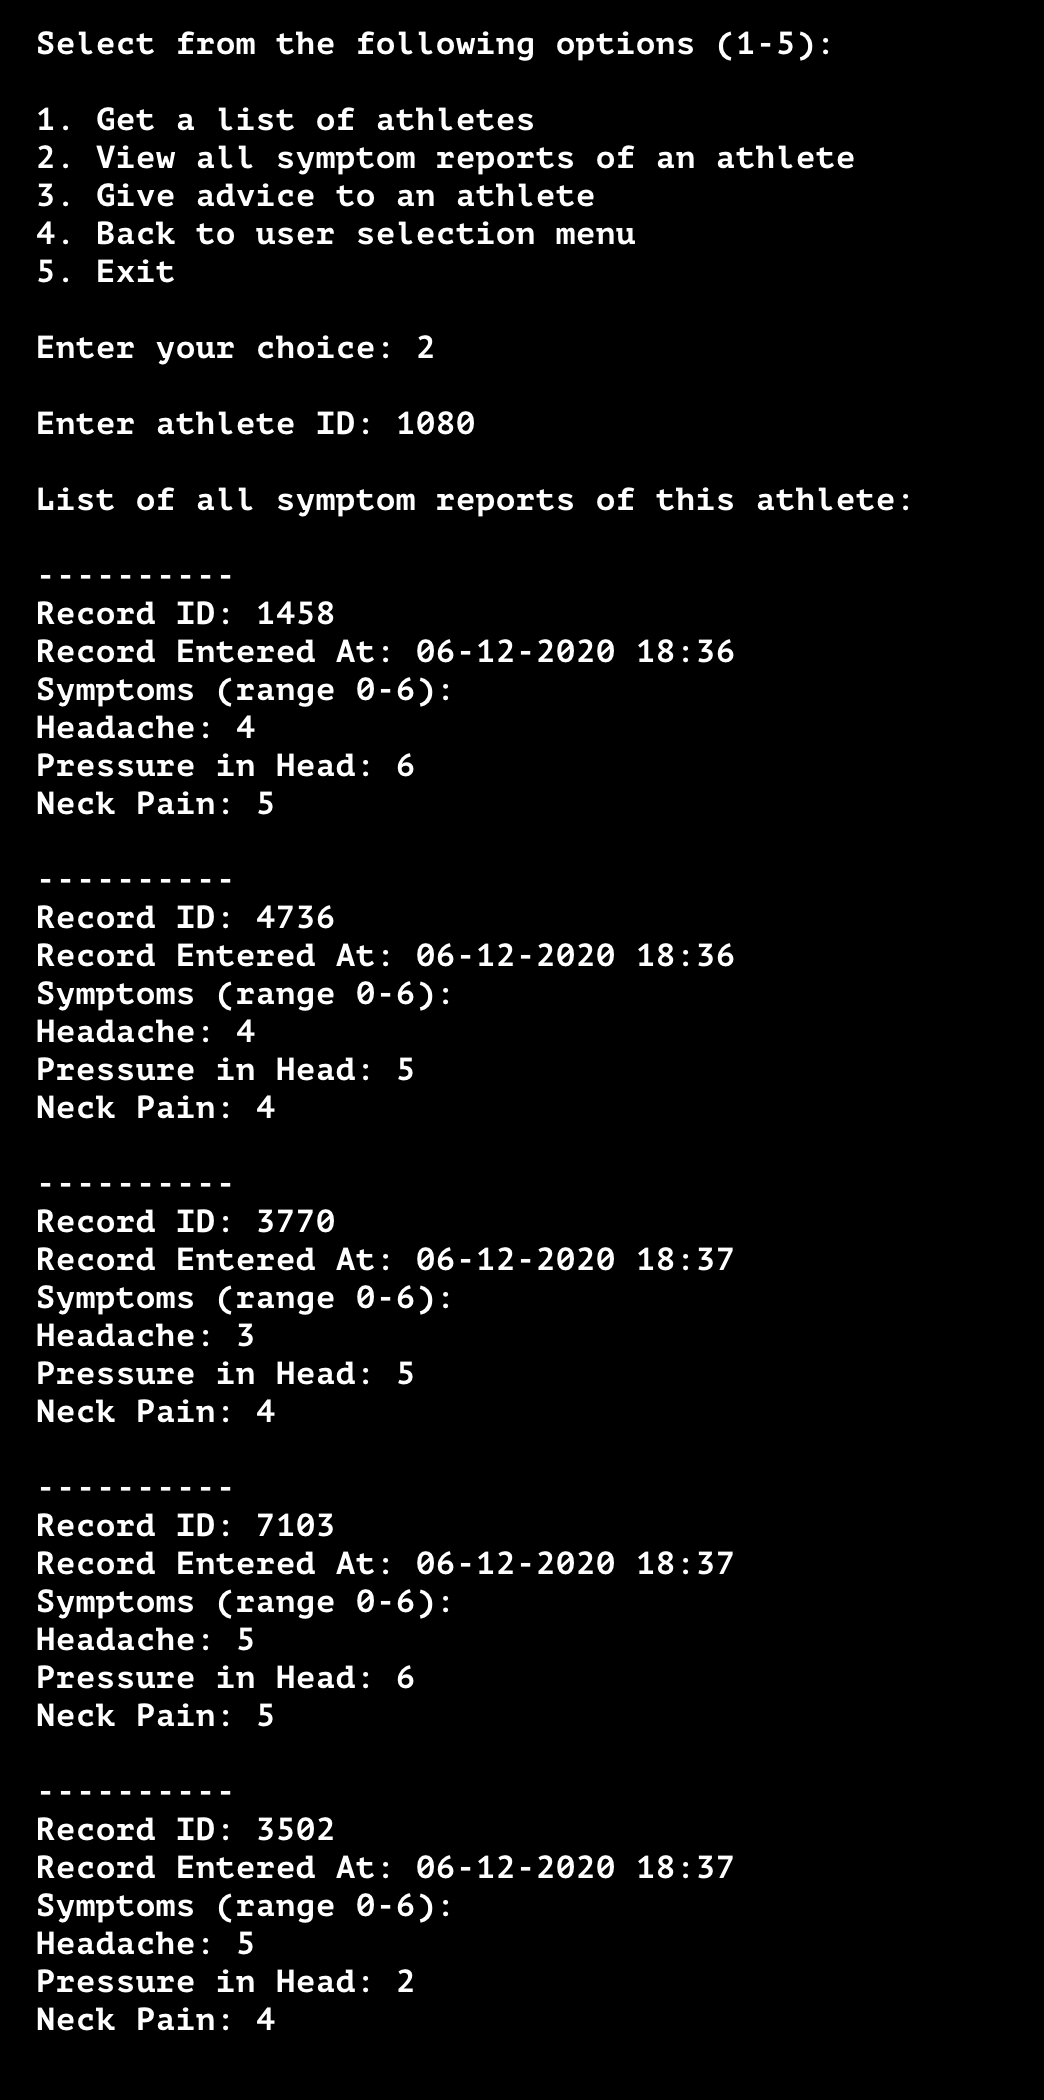 Select from the following options (1-5):
1. Get a list of athletes
2. View all symptom reports of an athlete
3. Give advice to an athlete
4. Back to user selection menu
5. Exit
Enter your choice: 2
Enter athlete ID: 1080
List of all symptom reports of this athlete:
----------
Record ID: 1458
Record Entered At: 06-12-2020 18:36
Symptoms (range 0-6):
Headache: 4
Pressure in Head: 6
Neck Pain: 5
----------
Record ID: 4736
Record Entered At: 06-12-2020 18:36
Symptoms (range 0-6):
Headache: 4
Pressure in Head: 5
Neck Pain: 4
----------
Record ID: 3770
Record Entered At: 06-12-2020 18:37
Symptoms (range 0-6):
Headache: 3
Pressure in Head: 5
Neck Pain: 4
----------
Record ID: 7103
Record Entered At: 06-12-2020 18:37
Symptoms (range 0-6):
Headache: 5
Pressure in Head: 6
Neck Pain: 5
----------
Record ID: 3502
Record Entered At: 06-12-2020 18:37
Symptoms (range 0-6):
Headache: 5
Pressure in Head: 2
Neck Pain: 4